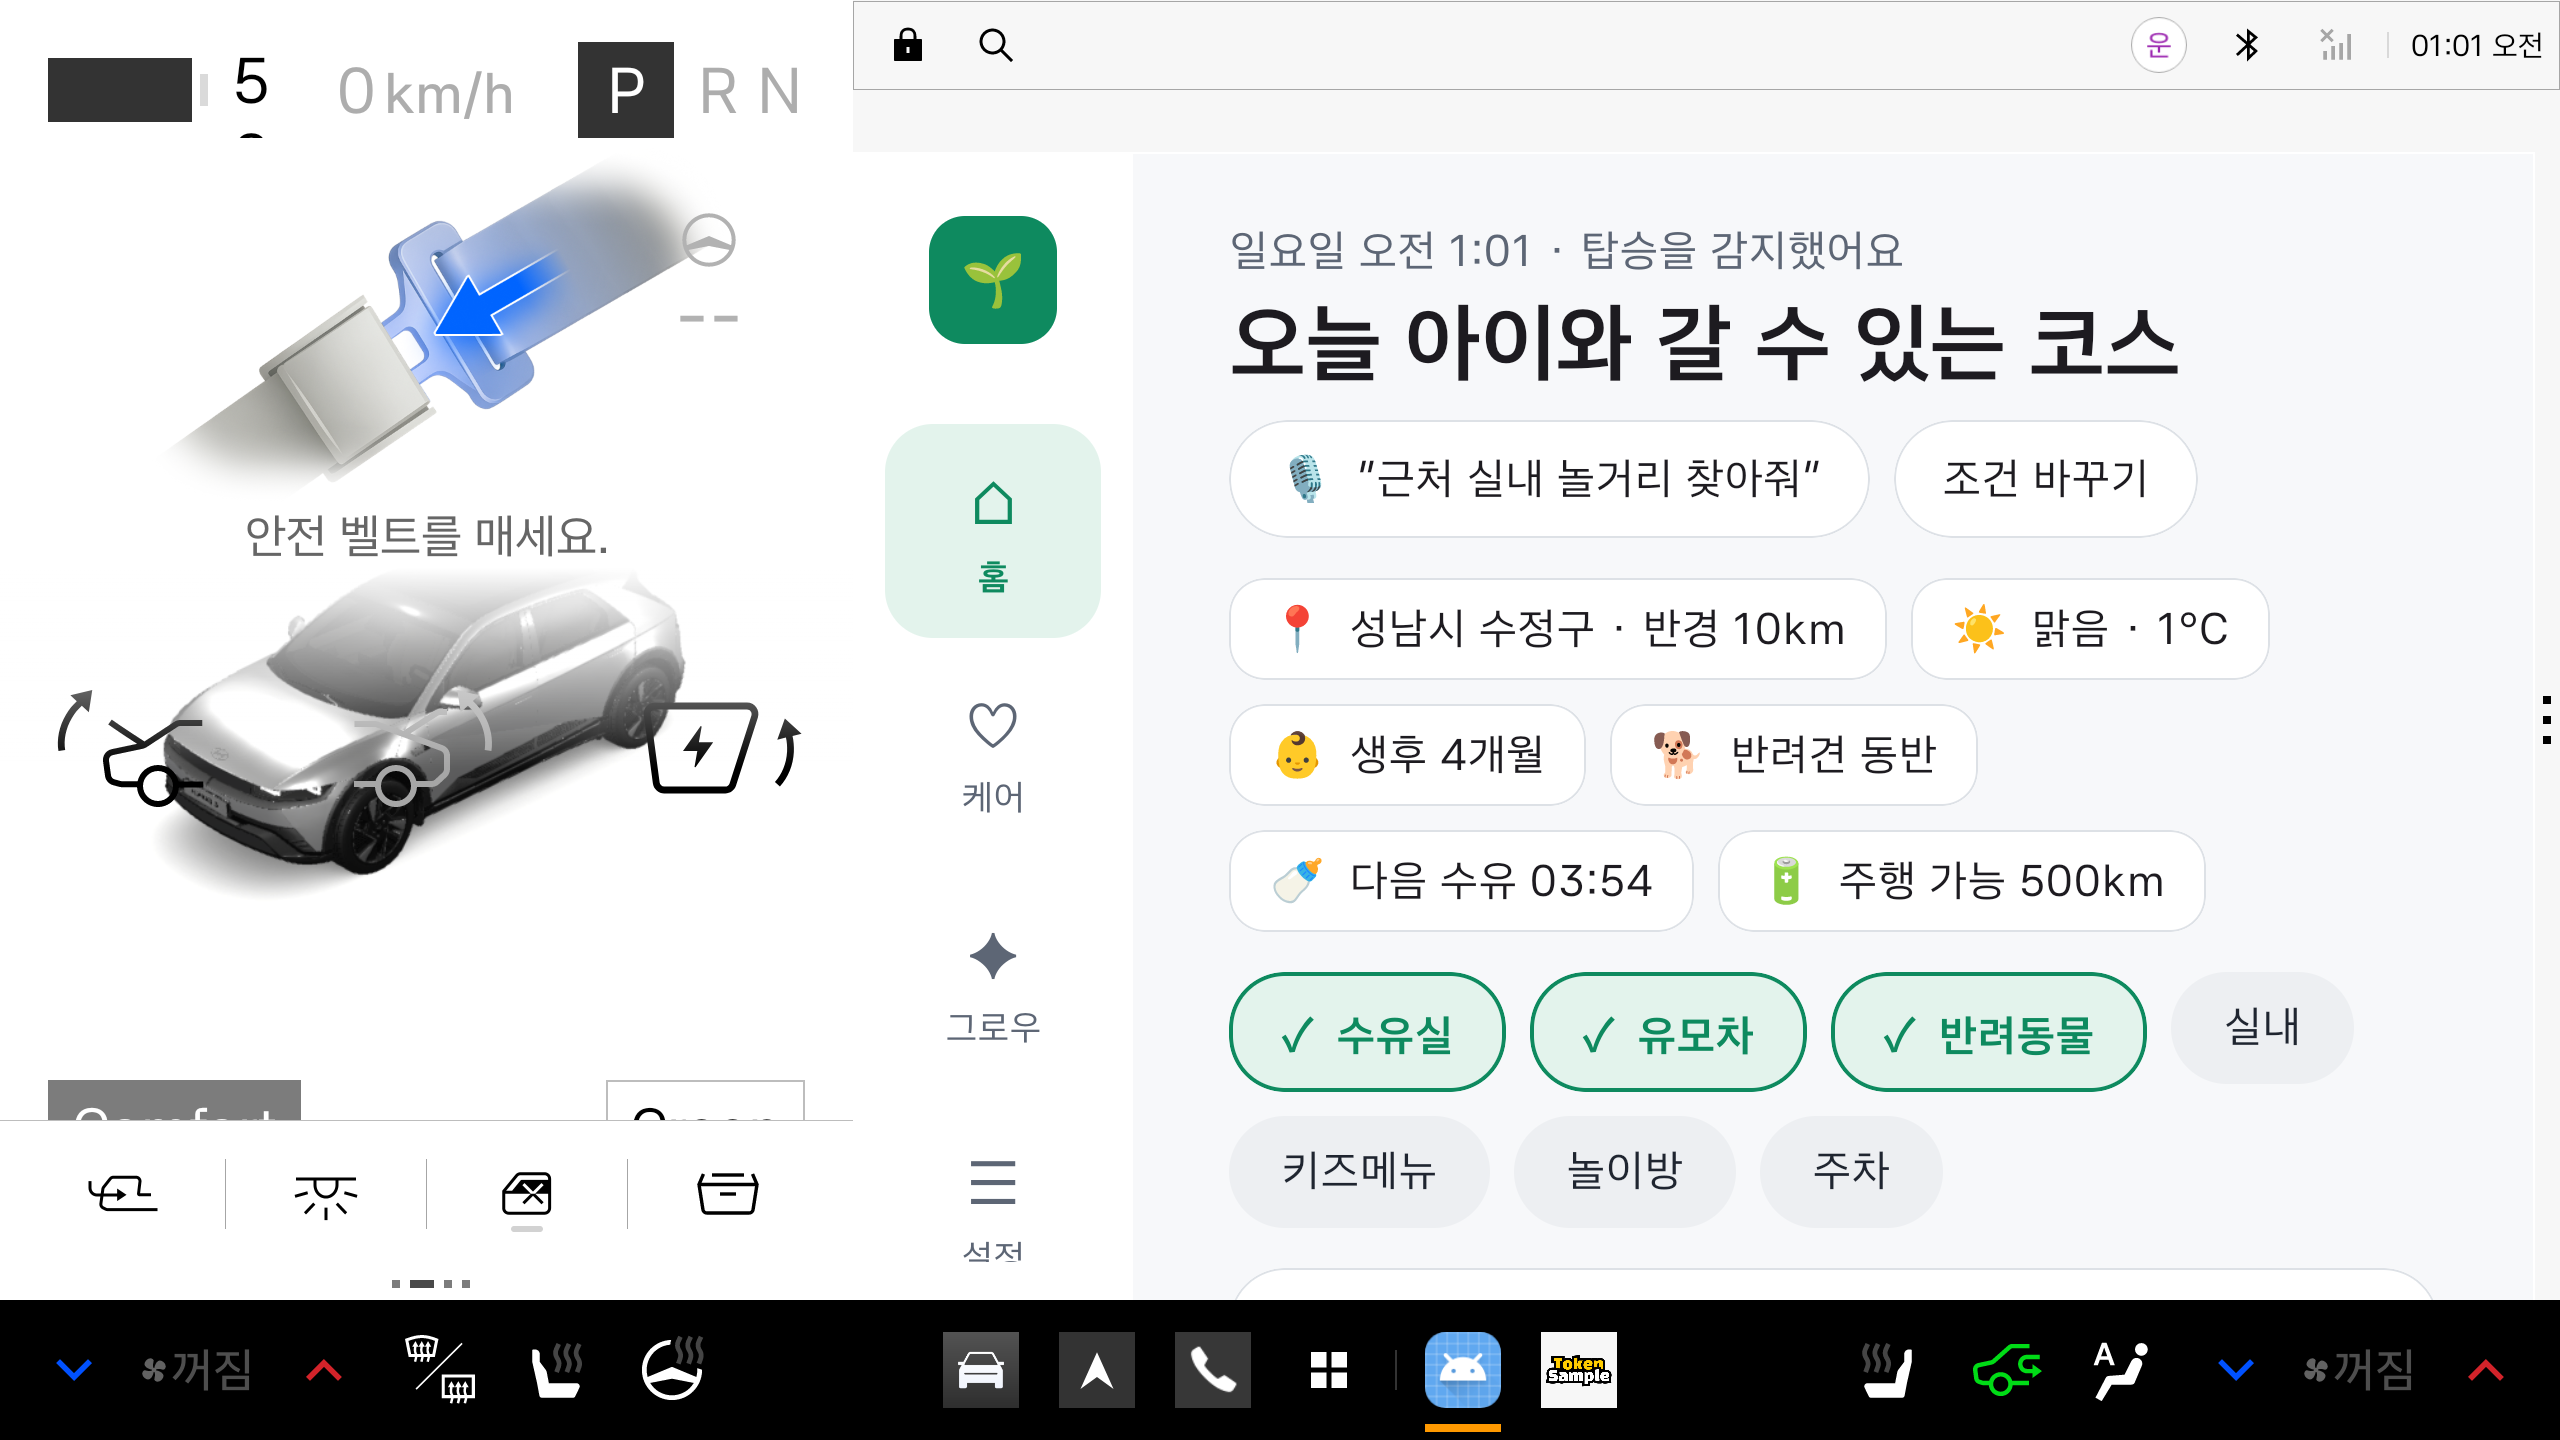 5
0 km/h
P R N
운
01:01 오전
안전 벨트를 매세요.
홈
케어
그로우
설정
일요일 오전 1:01 · 탑승을 감지했어요
오늘 아이와 갈 수 있는 코스
"근처 실내 놀거리 찾아줘"
조건 바꾸기
성남시 수정구 · 반경 10km
맑음 · 1°C
생후 4개월
반려견 동반
다음 수유 03:54
주행 가능 500km
✓ 수유실
✓ 유모차
✓ 반려동물
실내
키즈메뉴
놀이방
주차
꺼짐
Token
Sample
A
꺼짐